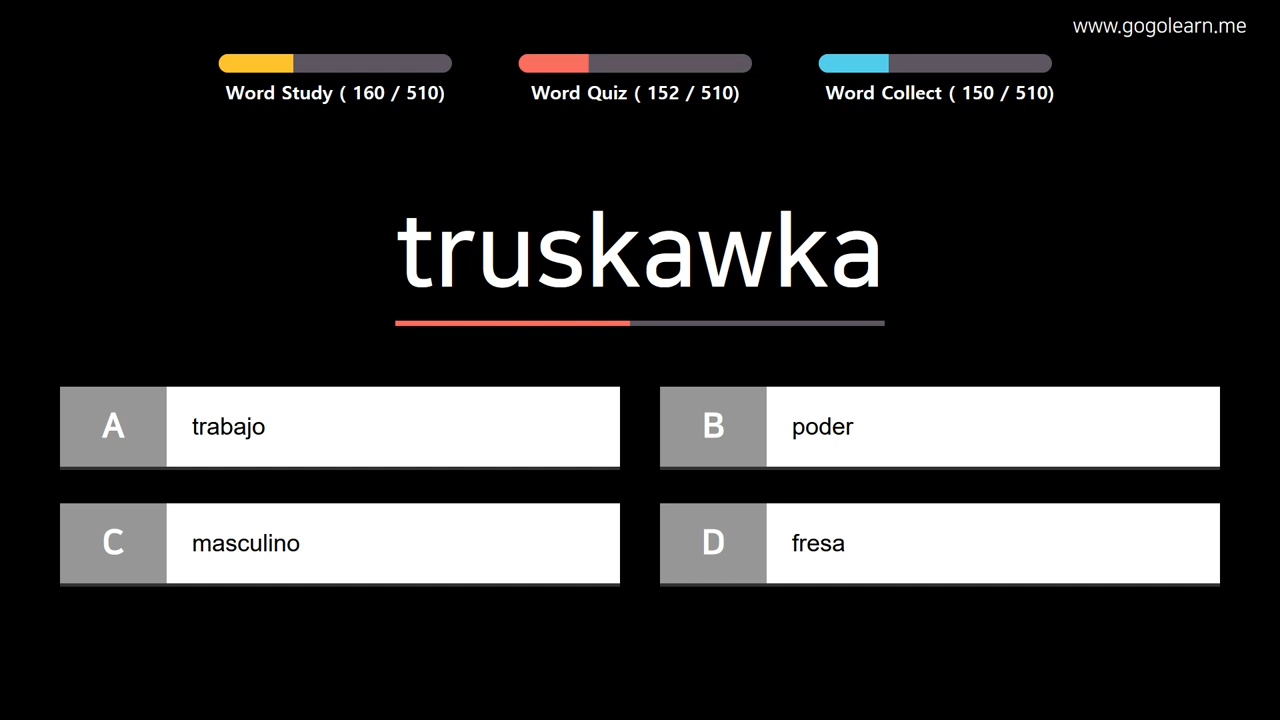 www.gogolearn.me
Word Study ( 160 / 510)
Word Quiz ( 152 / 510)
Word Collect ( 150 / 510)
truskawka
A trabajo
B poder
C masculino
D fresa